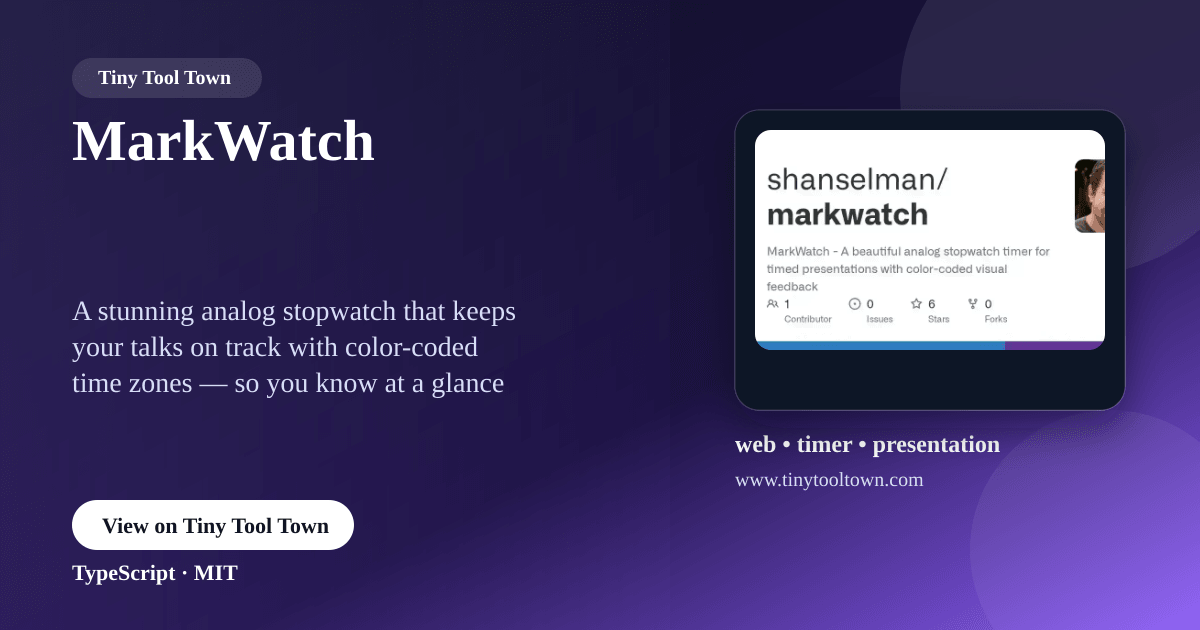 Tiny Tool Town
MarkWatch
A stunning analog stopwatch that keeps
your talks on track with color-coded
time zones — so you know at a glance
View on Tiny Tool Town
TypeScript · MIT
shanselman/
markwatch
MarkWatch - A beautiful analog stopwatch timer for
timed presentations with color-coded visual
feedback
1 0 6 0
Contributor Issues Stars Forks
web • timer • presentation
www.tinytooltown.com